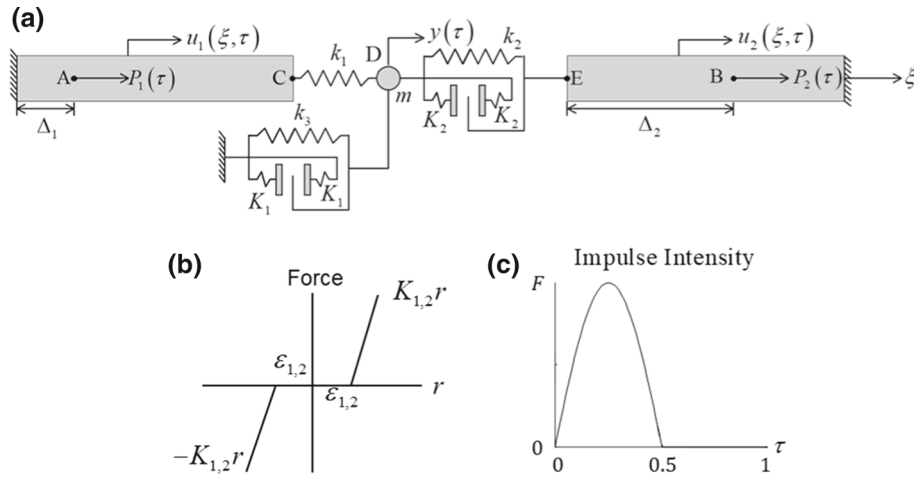 (a)
u₁(ξ,τ)
A
P₁(τ)
C
k₁
D
y(τ)
m
k₂
K₂
K₂
E
u₂(ξ,τ)
B
P₂(τ)
ξ
Δ₁
Δ₂
k₃
K₁
K₁
(b)
Force
K₁,₂r
ε₁,₂
ε₁,₂
r
−K₁,₂r
(c)
Impulse Intensity
F
0
0
0.5
1
τ